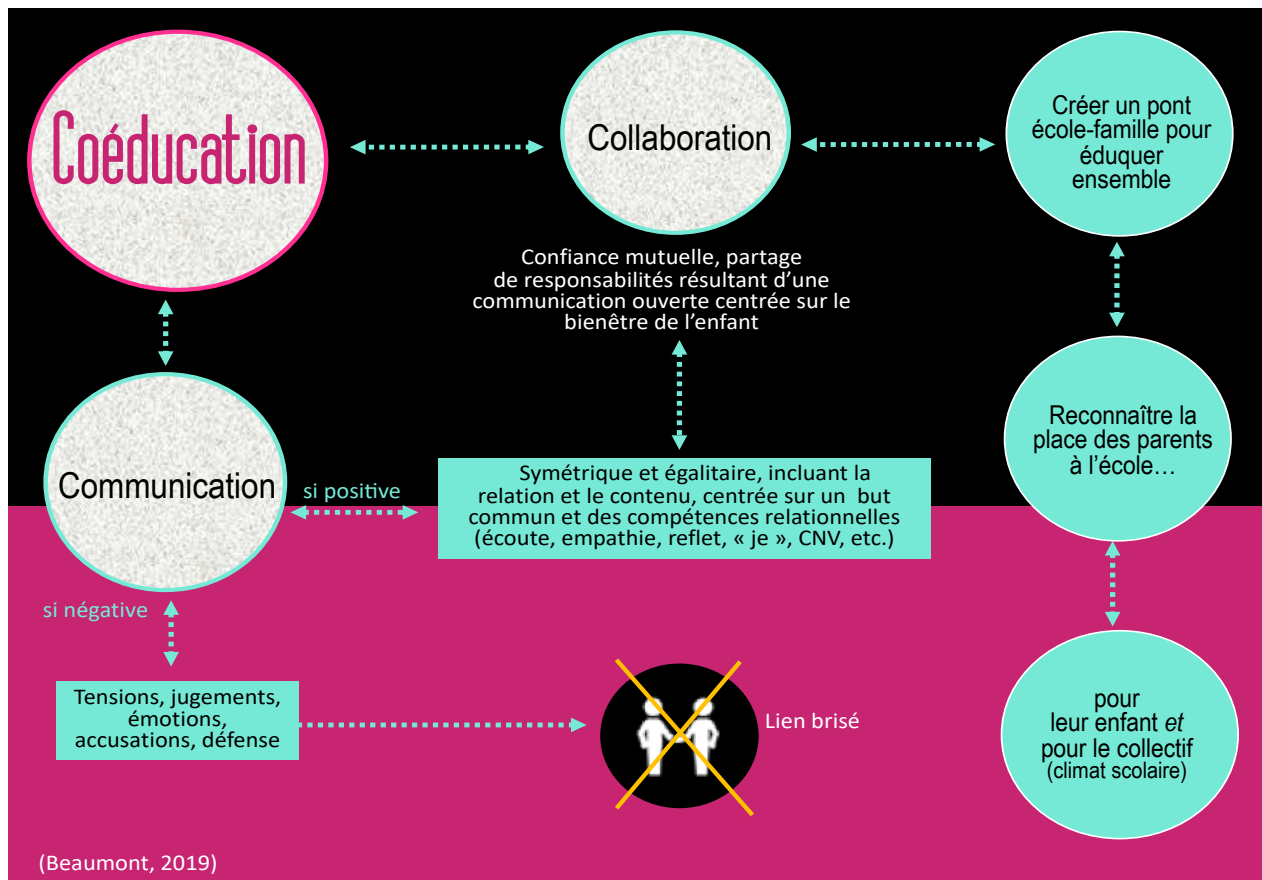 Coéducation
Collaboration
Créer un pont
école-famille pour
éduquer
ensemble
Confiance mutuelle, partage
de responsabilités résultant d’une
communication ouverte centrée sur le
bienêtre de l’enfant
Communication
si positive
Symétrique et égalitaire, incluant la
relation et le contenu, centrée sur un but
commun et des compétences relationnelles
(écoute, empathie, reflet, « je », CNV, etc.)
Reconnaître la
place des parents
à l’école…
si négative
Tensions, jugements,
émotions,
accusations, défense
Lien brisé
pour
leur enfant et
pour le collectif
(climat scolaire)
(Beaumont, 2019)